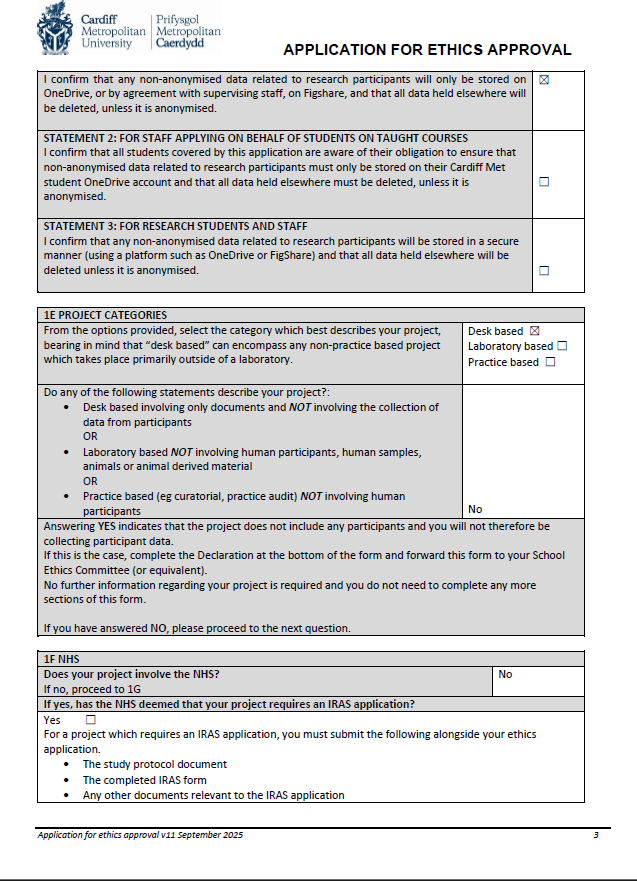 Cardiff
Metropolitan
University
Prifysgol
Metropolitan
Caerdydd
APPLICATION FOR ETHICS APPROVAL
I confirm that any non-anonymised data related to research participants will only be stored on
OneDrive, or by agreement with supervising staff, on Figshare, and that all data held elsewhere will
be deleted, unless it is anonymised.
☒
STATEMENT 2: FOR STAFF APPLYING ON BEHALF OF STUDENTS ON TAUGHT COURSES
I confirm that all students covered by this application are aware of their obligation to ensure that
non-anonymised data related to research participants must only be stored on their Cardiff Met
student OneDrive account and that all data held elsewhere must be deleted, unless it is
anonymised.
☐
STATEMENT 3: FOR RESEARCH STUDENTS AND STAFF
I confirm that any non-anonymised data related to research participants will be stored in a secure
manner (using a platform such as OneDrive or FigShare) and that all data held elsewhere will be
deleted unless it is anonymised.
☐
1E PROJECT CATEGORIES
From the options provided, select the category which best describes your project,
bearing in mind that “desk based” can encompass any non-practice based project
which takes place primarily outside of a laboratory.
Desk based ☒
Laboratory based ☐
Practice based ☐
Do any of the following statements describe your project?:
• Desk based involving only documents and NOT involving the collection of
data from participants
OR
• Laboratory based NOT involving human participants, human samples,
animals or animal derived material
OR
• Practice based (eg curatorial, practice audit) NOT involving human
participants
No
Answering YES indicates that the project does not include any participants and you will not therefore be
collecting participant data.
If this is the case, complete the Declaration at the bottom of the form and forward this form to your School
Ethics Committee (or equivalent).
No further information regarding your project is required and you do not need to complete any more
sections of this form.
If you have answered NO, please proceed to the next question.
1F NHS
Does your project involve the NHS?
If no, proceed to 1G
No
If yes, has the NHS deemed that your project requires an IRAS application?
Yes ☐
For a project which requires an IRAS application, you must submit the following alongside your ethics
application.
• The study protocol document
• The completed IRAS form
• Any other documents relevant to the IRAS application
Application for ethics approval v11 September 2025
3